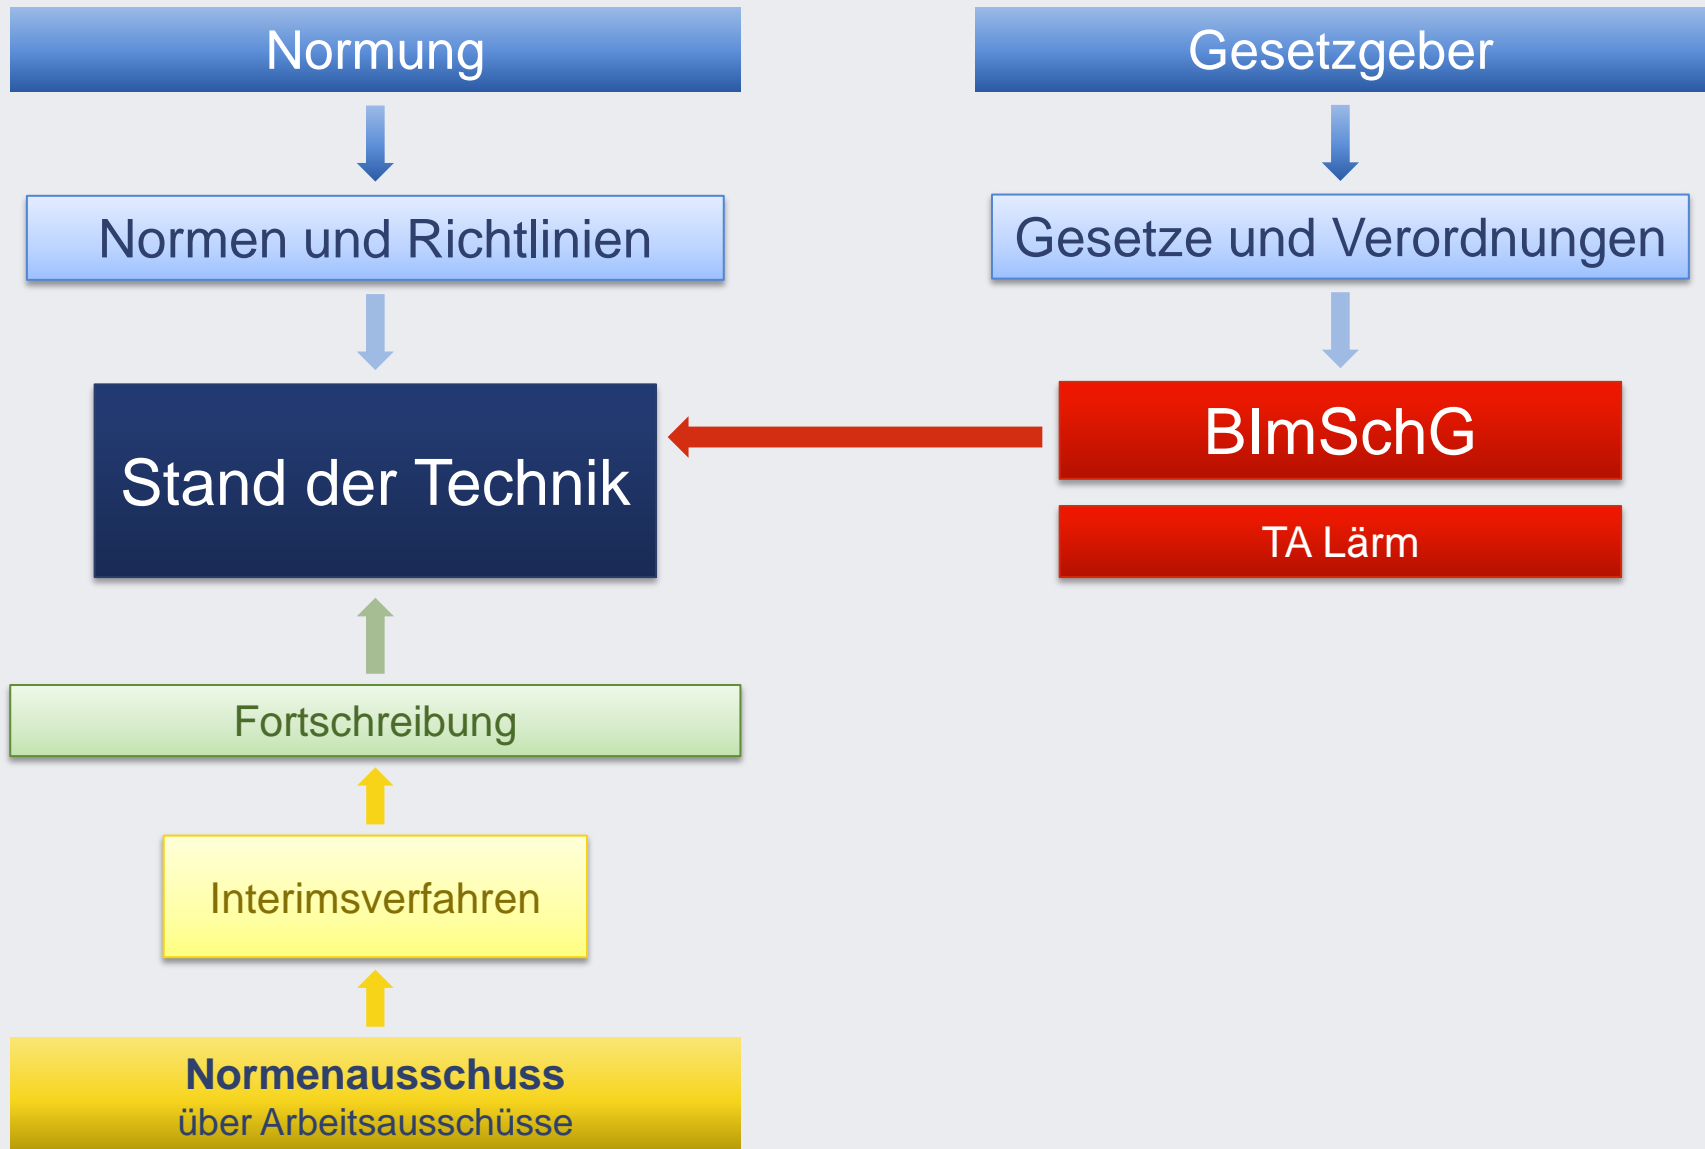 Normung
Gesetzgeber
Normen und Richtlinien
Gesetze und Verordnungen
Stand der Technik
BImSchG
TA Lärm
Fortschreibung
Interimsverfahren
Normenausschuss
über Arbeitsausschüsse